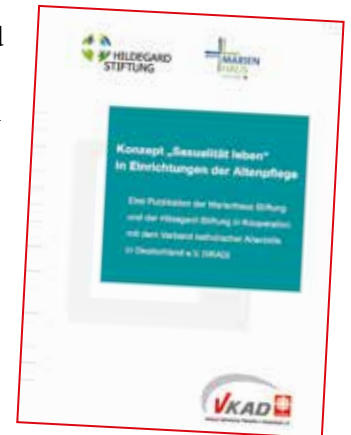 HILDEGARD
STIFTUNG
MARIEN
HAUS
Konzept „Sexualität leben“
in Einrichtungen der Altenpflege
Eine Publikation der Marienhaus Stiftung
und der Hildegard Stiftung in Kooperation
mit dem Verband katholischer Altenhilfe
in Deutschland e.V. (VKAD)
VKAD